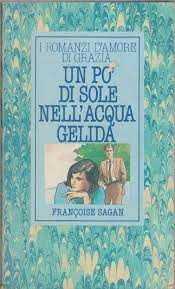 I ROMANZI D'AMORE
DI GRAZIA
UN PO'
DI SOLE
NELL'ACQUA
GELIDA
FRANÇOISE SAGAN